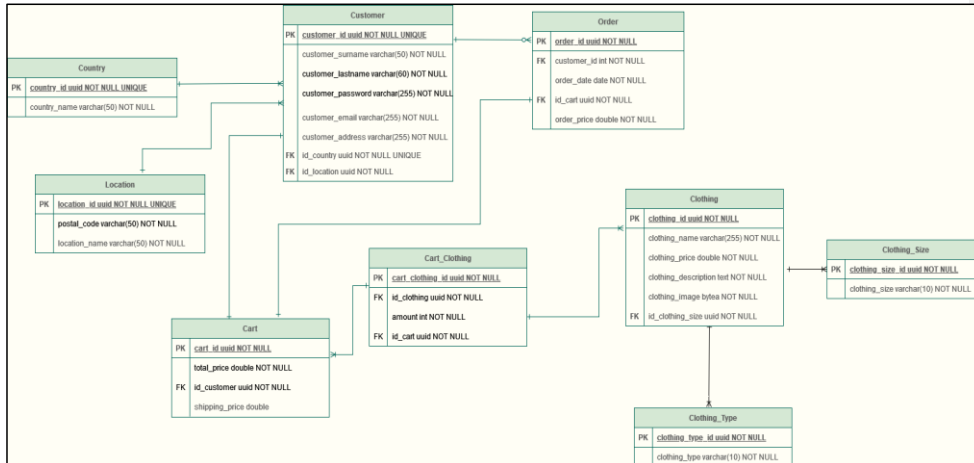 Customer
PK customer_id uuid NOT NULL UNIQUE
customer_surname varchar(50) NOT NULL
customer_lastname varchar(60) NOT NULL
customer_password varchar(255) NOT NULL
customer_email varchar(255) NOT NULL
customer_address varchar(255) NOT NULL
FK id_country uuid NOT NULL UNIQUE
FK id_location uuid NOT NULL
Order
PK order_id uuid NOT NULL
FK customer_id int NOT NULL
order_date date NOT NULL
FK id_cart uuid NOT NULL
order_price double NOT NULL
Country
PK country_id uuid NOT NULL UNIQUE
country_name varchar(50) NOT NULL
Location
PK location_id uuid NOT NULL UNIQUE
postal_code varchar(50) NOT NULL
location_name varchar(50) NOT NULL
Clothing
PK clothing_id uuid NOT NULL
clothing_name varchar(255) NOT NULL
clothing_price double NOT NULL
clothing_description text NOT NULL
clothing_image bytea NOT NULL
FK id_clothing_size uuid NOT NULL
Clothing_Size
PK clothing_size_id uuid NOT NULL
clothing_size varchar(10) NOT NULL
Cart_Clothing
PK cart_clothing_id uuid NOT NULL
FK id_clothing uuid NOT NULL
amount int NOT NULL
FK id_cart uuid NOT NULL
Cart
PK cart_id uuid NOT NULL
total_price double NOT NULL
FK id_customer uuid NOT NULL
shipping_price double
Clothing_Type
PK clothing_type_id uuid NOT NULL
clothing_type varchar(10) NOT NULL